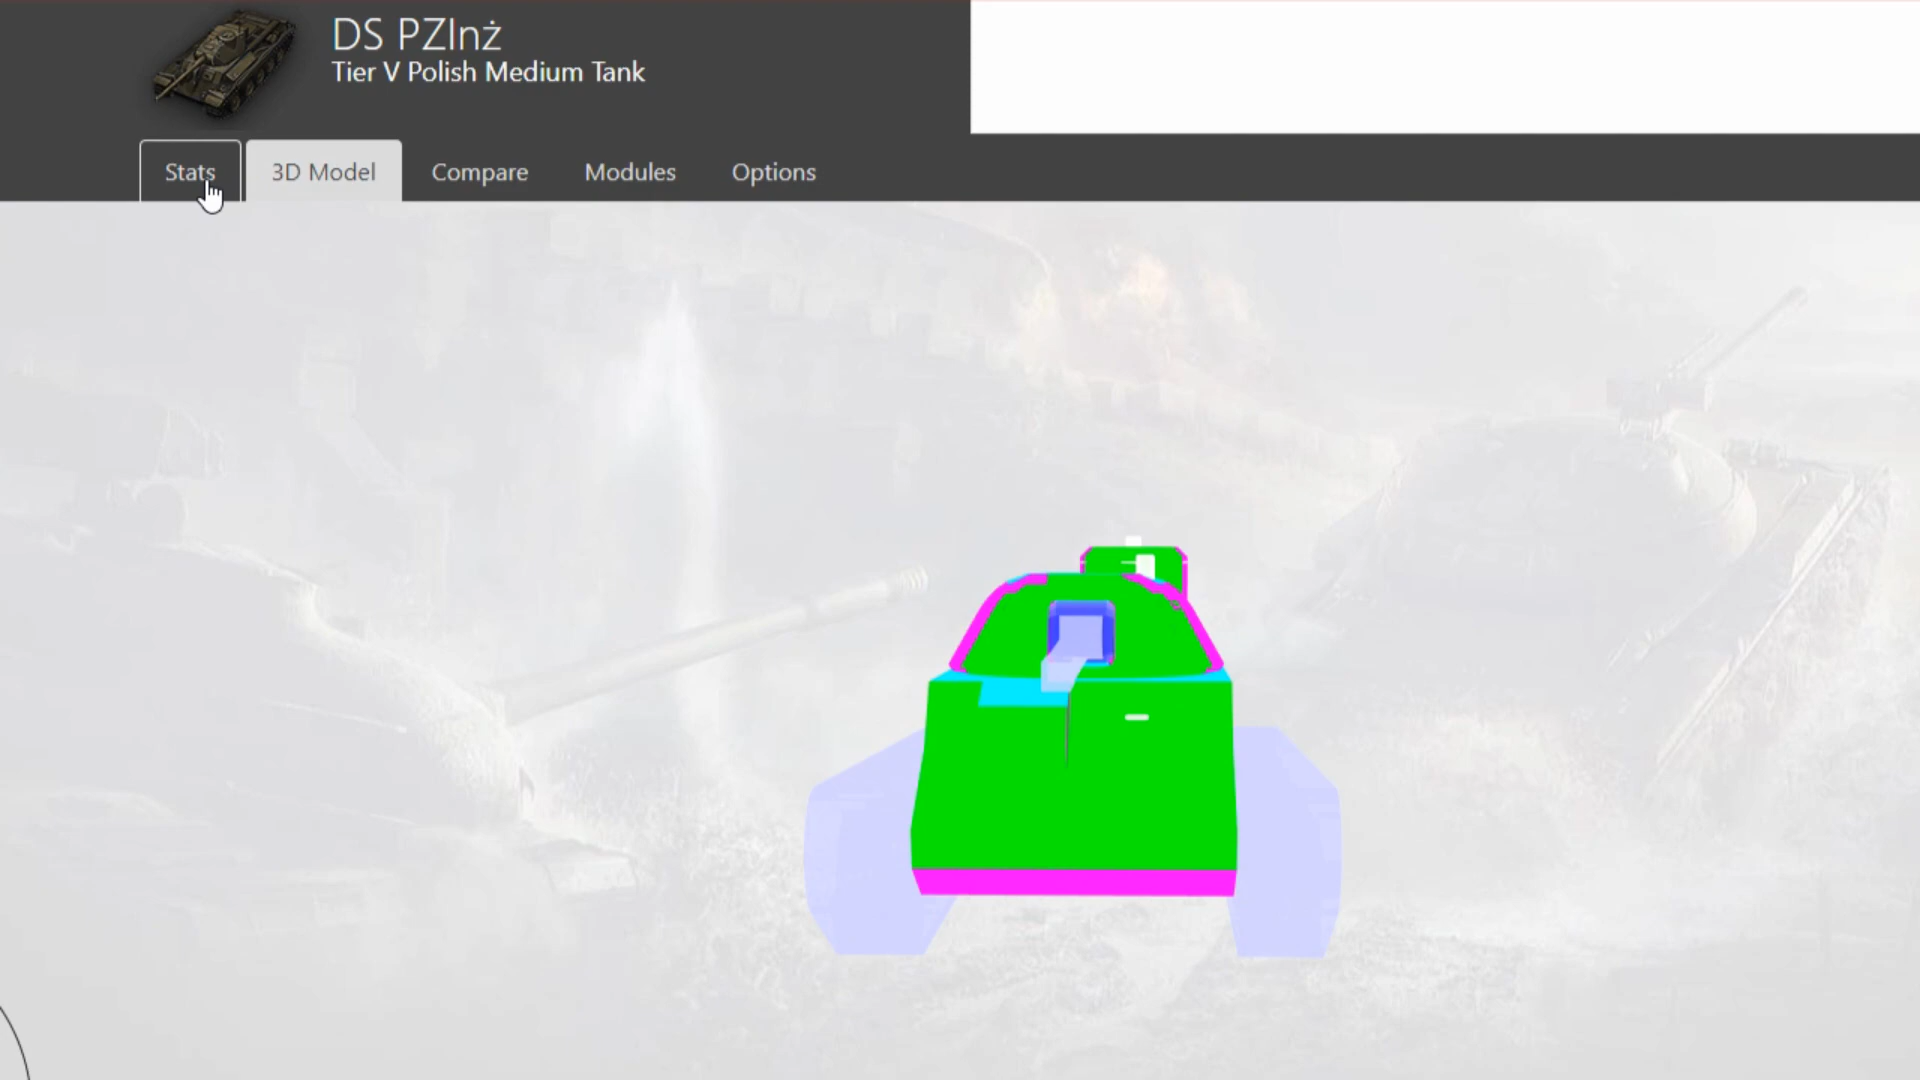 DS PZInż
Tier V Polish Medium Tank
Stats
3D Model
Compare
Modules
Options